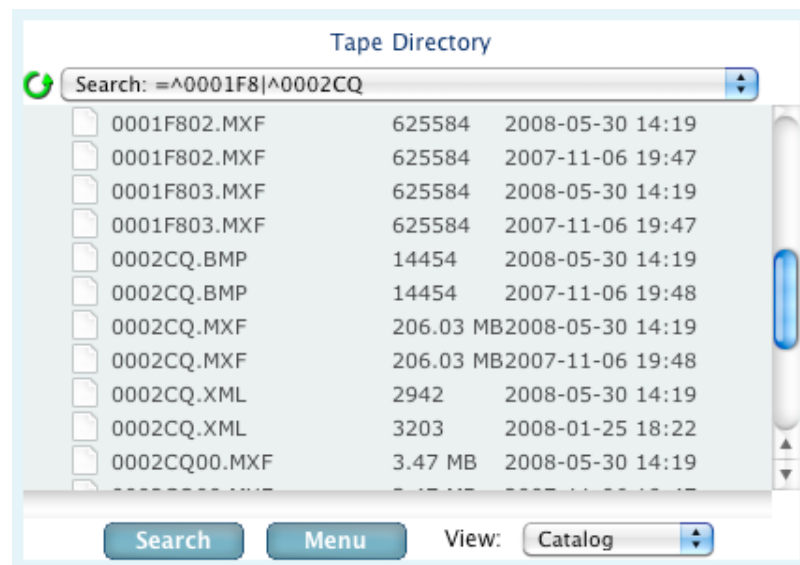 Tape Directory
Search: =^0001F8|^0002CQ
0001F802.MXF 625584 2008-05-30 14:19
0001F802.MXF 625584 2007-11-06 19:47
0001F803.MXF 625584 2008-05-30 14:19
0001F803.MXF 625584 2007-11-06 19:47
0002CQ.BMP 14454 2008-05-30 14:19
0002CQ.BMP 14454 2007-11-06 19:48
0002CQ.MXF 206.03 MB2008-05-30 14:19
0002CQ.MXF 206.03 MB2007-11-06 19:48
0002CQ.XML 2942 2008-05-30 14:19
0002CQ.XML 3203 2008-01-25 18:22
0002CQ00.MXF 3.47 MB 2008-05-30 14:19
Search Menu View: Catalog